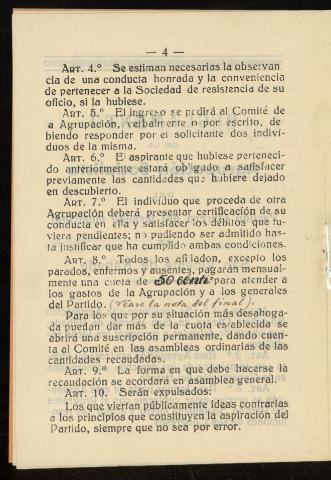 — 4 —
ART. 4.º Se estiman necesarias la observan
cia de una conducta honrada y la conveniencia
de pertenecer a la Sociedad de resistencia de su
oficio, si la hubiese.
ART. 5.º El ingreso se pedirá al Comité de
a Agrupación, verbalmente o por escrito, de-
biendo responder por el solicitante dos indiví-
duos de la misma.
ART. 6.º El aspirante que hubiese perteneci-
do anteriormente estará obligado a satisfacer
previamente las cantidades que hubiere dejado
en descubierto.
ART. 7.º El individuo que proceda de otra
Agrupación deberá presentar certificación de su
conducta en ella y satisfacer los débitos que tu-
viera pendientes; no pudiendo ser admitido has-
ta justificar que ha cumplido ambas condiciones.
ART. 8.º Todos los afiliados, excepto los
parados, enfermos y ausentes, pagarán mensual-
mente una cuota de 50 cénti para atender a
los gastos de la Agrupación y a los generales
del Partido. (Véase la nota del final).
Para los que por su situación más desahoga-
da puedan dar más de la cuota establecida se
abrirá una suscripción permanente, dando cuen-
ta al Comité en las asambleas ordinarias de las
cantidades recaudadas.
ART. 9.º La forma en que debe hacerse la
recaudación se acordará en asamblea general.
ART. 10. Serán expulsados:
Los que viertan públicamente ideas contrarias
a los principios que constituyen la aspiración del
Partido, siempre que no sea por error.